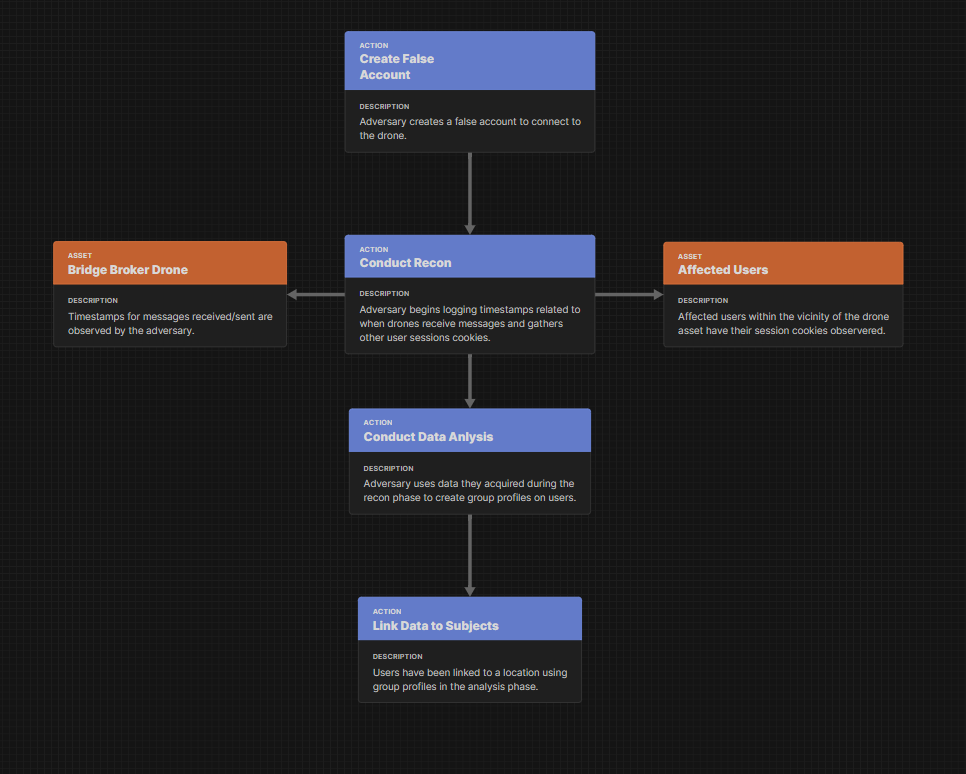 ACTION
Create False
Account
DESCRIPTION
Adversary creates a false account to connect to
the drone.
ASSET
Bridge Broker Drone
DESCRIPTION
Timestamps for messages received/sent are
observed by the adversary.
ACTION
Conduct Recon
DESCRIPTION
Adversary begins logging timestamps related to
when drones receive messages and gathers
other user sessions cookies.
ASSET
Affected Users
DESCRIPTION
Affected users within the vicinity of the drone
asset have their session cookies observered.
ACTION
Conduct Data Anlysis
DESCRIPTION
Adversary uses data they acquired during the
recon phase to create group profiles on users.
ACTION
Link Data to Subjects
DESCRIPTION
Users have been linked to a location using
group profiles in the analysis phase.